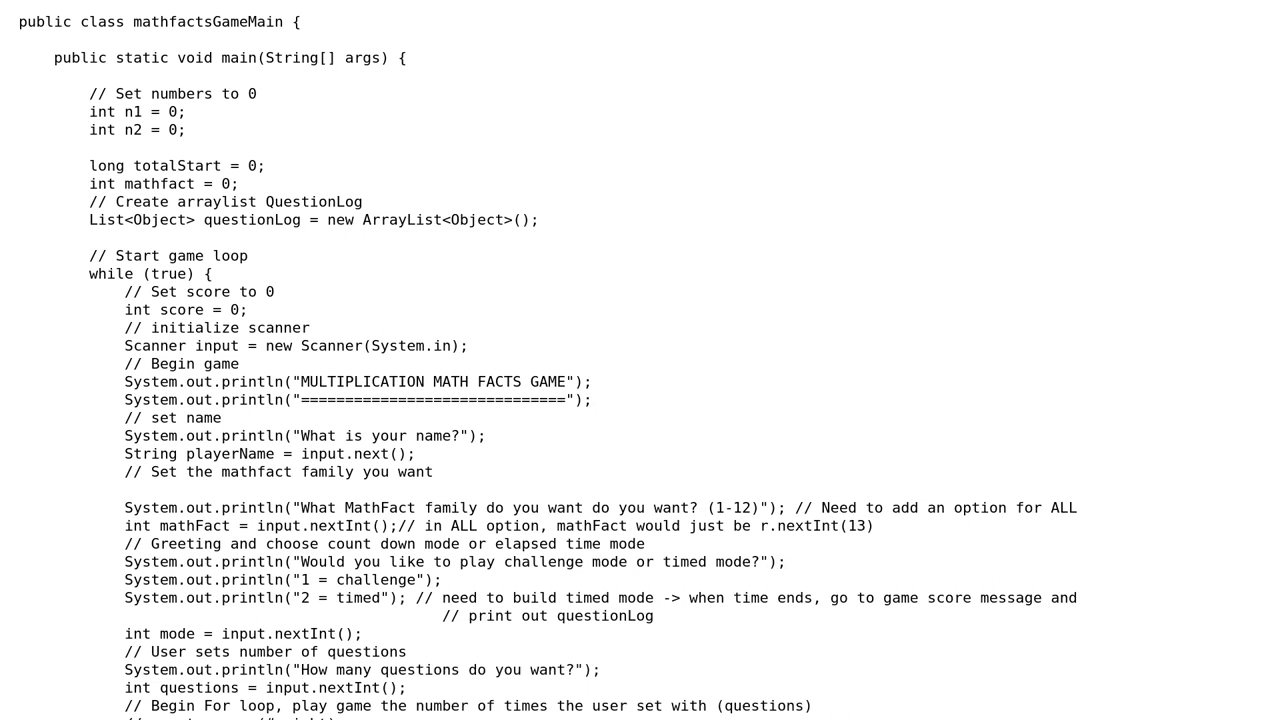 public class mathfactsGameMain {
public static void main(String[] args) {
// Set numbers to 0
int n1 = 0;
int n2 = 0;
long totalStart = 0;
int mathfact = 0;
// Create arraylist QuestionLog
List<Object> questionLog = new ArrayList<Object>();
// Start game loop
while (true) {
// Set score to 0
int score = 0;
// initialize scanner
Scanner input = new Scanner(System.in);
// Begin game
System.out.println("MULTIPLICATION MATH FACTS GAME");
System.out.println("==============================");
// set name
System.out.println("What is your name?");
String playerName = input.next();
// Set the mathfact family you want
System.out.println("What MathFact family do you want do you want? (1-12)"); // Need to add an option for ALL
int mathFact = input.nextInt();// in ALL option, mathFact would just be r.nextInt(13)
// Greeting and choose count down mode or elapsed time mode
System.out.println("Would you like to play challenge mode or timed mode?");
System.out.println("1 = challenge");
System.out.println("2 = timed"); // need to build timed mode -> when time ends, go to game score message and
// print out questionLog
int mode = input.nextInt();
// User sets number of questions
System.out.println("How many questions do you want?");
int questions = input.nextInt();
// Begin For loop, play game the number of times the user set with (questions)